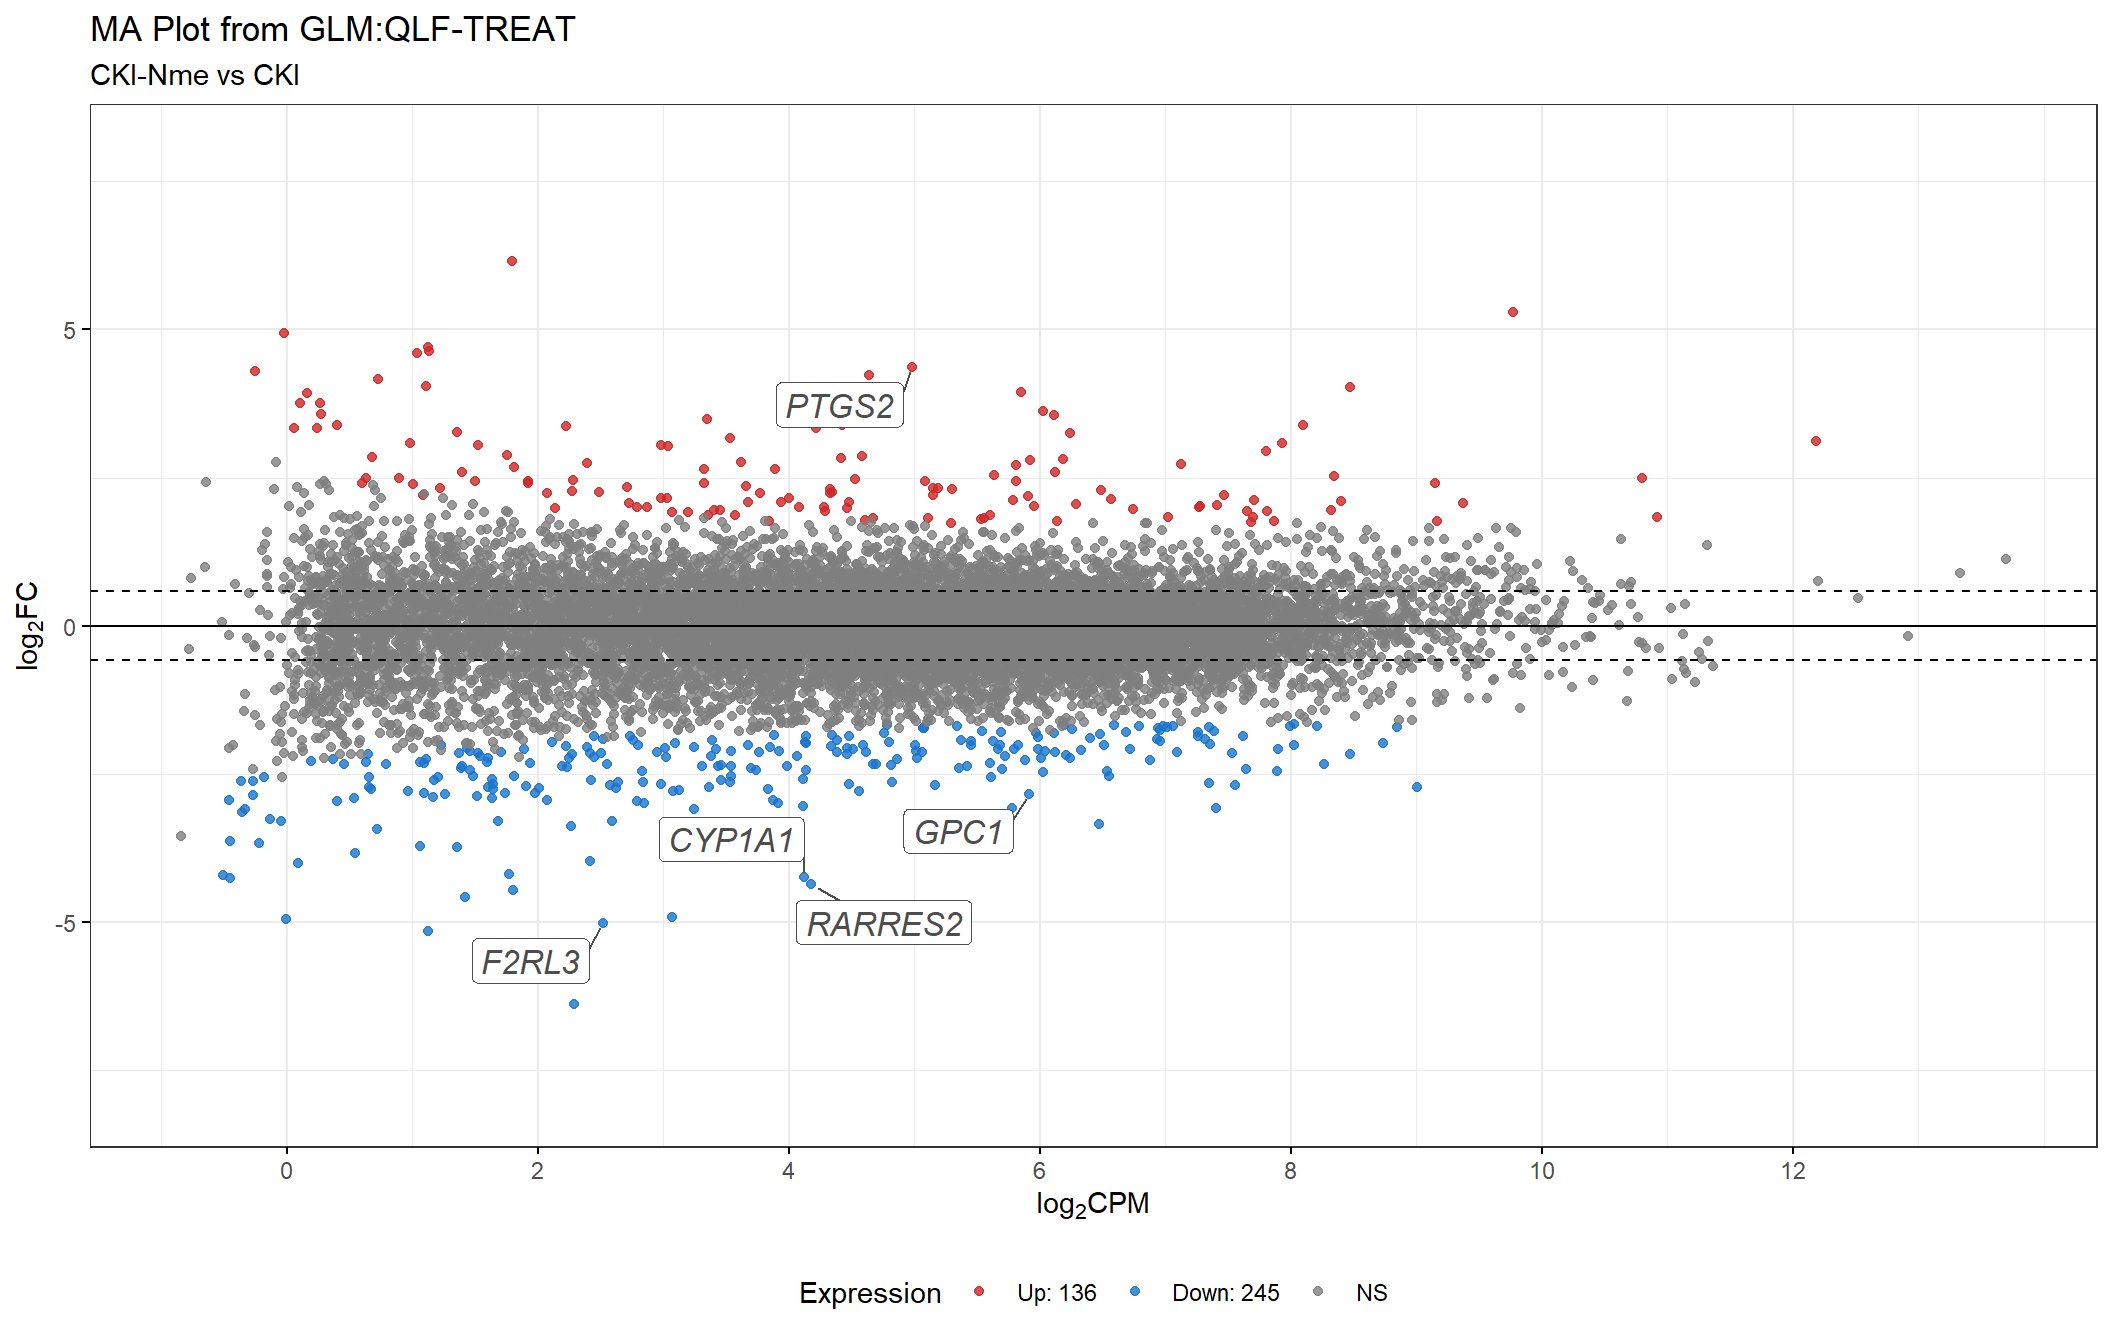 MA Plot from GLM:QLF-TREAT
CKI-Nme vs CKI
log2FC
5
0
-5
PTGS2
CYP1A1
GPC1
RARRES2
F2RL3
0 2 4 6 8 10 12
log2CPM
Expression Up: 136 Down: 245 NS